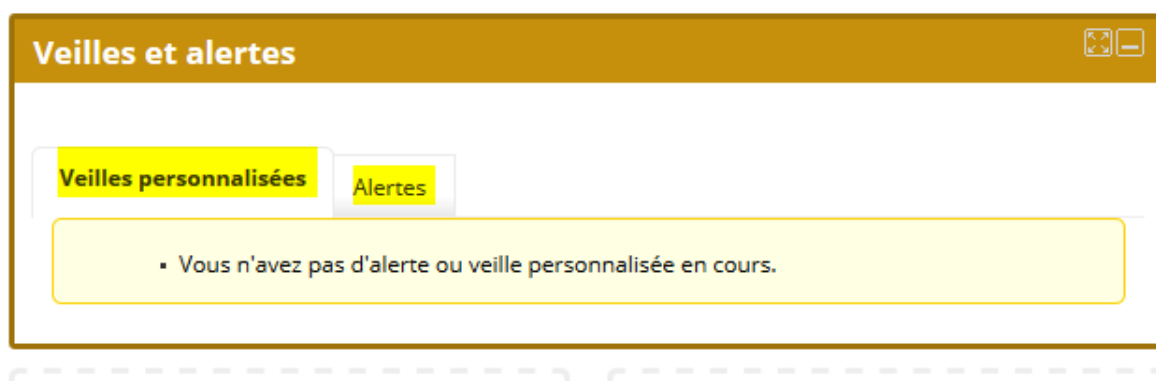 Veilles et alertes
Veilles personnalisées
Alertes
▪ Vous n'avez pas d'alerte ou veille personnalisée en cours.